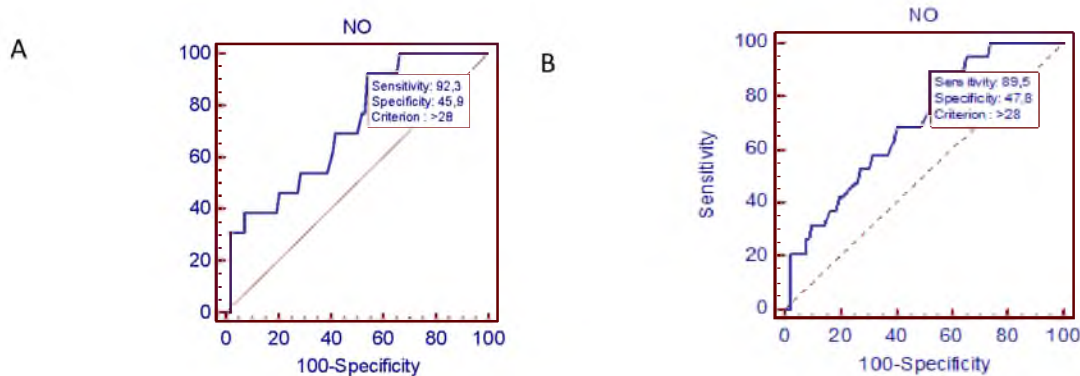 A
NO
100
80
60
40
20
0
Sensitivity: 92,3
Specificity: 45,9
Criterion : >28
0 20 40 60 80 100
100-Specificity
B
NO
Sensitivity
100
80
60
40
20
0
Sensitivity: 89,5
Specificity: 47,8
Criterion : >28
0 20 40 60 80 100
100-Specificity